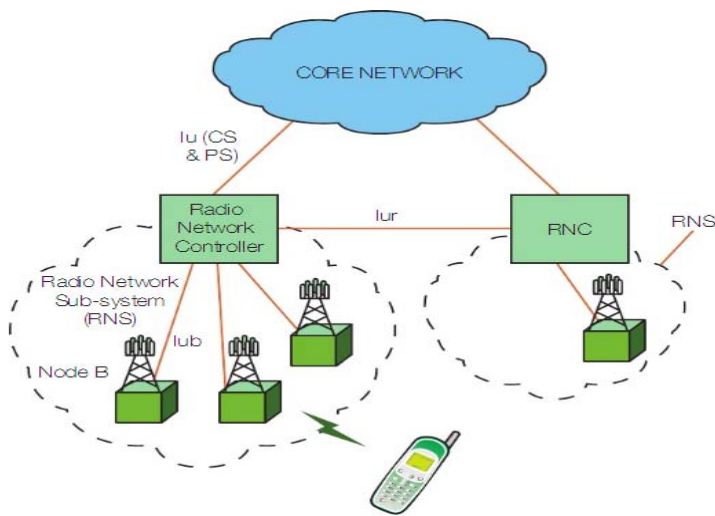 CORE NETWORK
Iu (CS
& PS)
Radio
Network
Controller
Iur
RNC
RNS
Radio Network
Sub-system
(RNS)
Iub
Node B